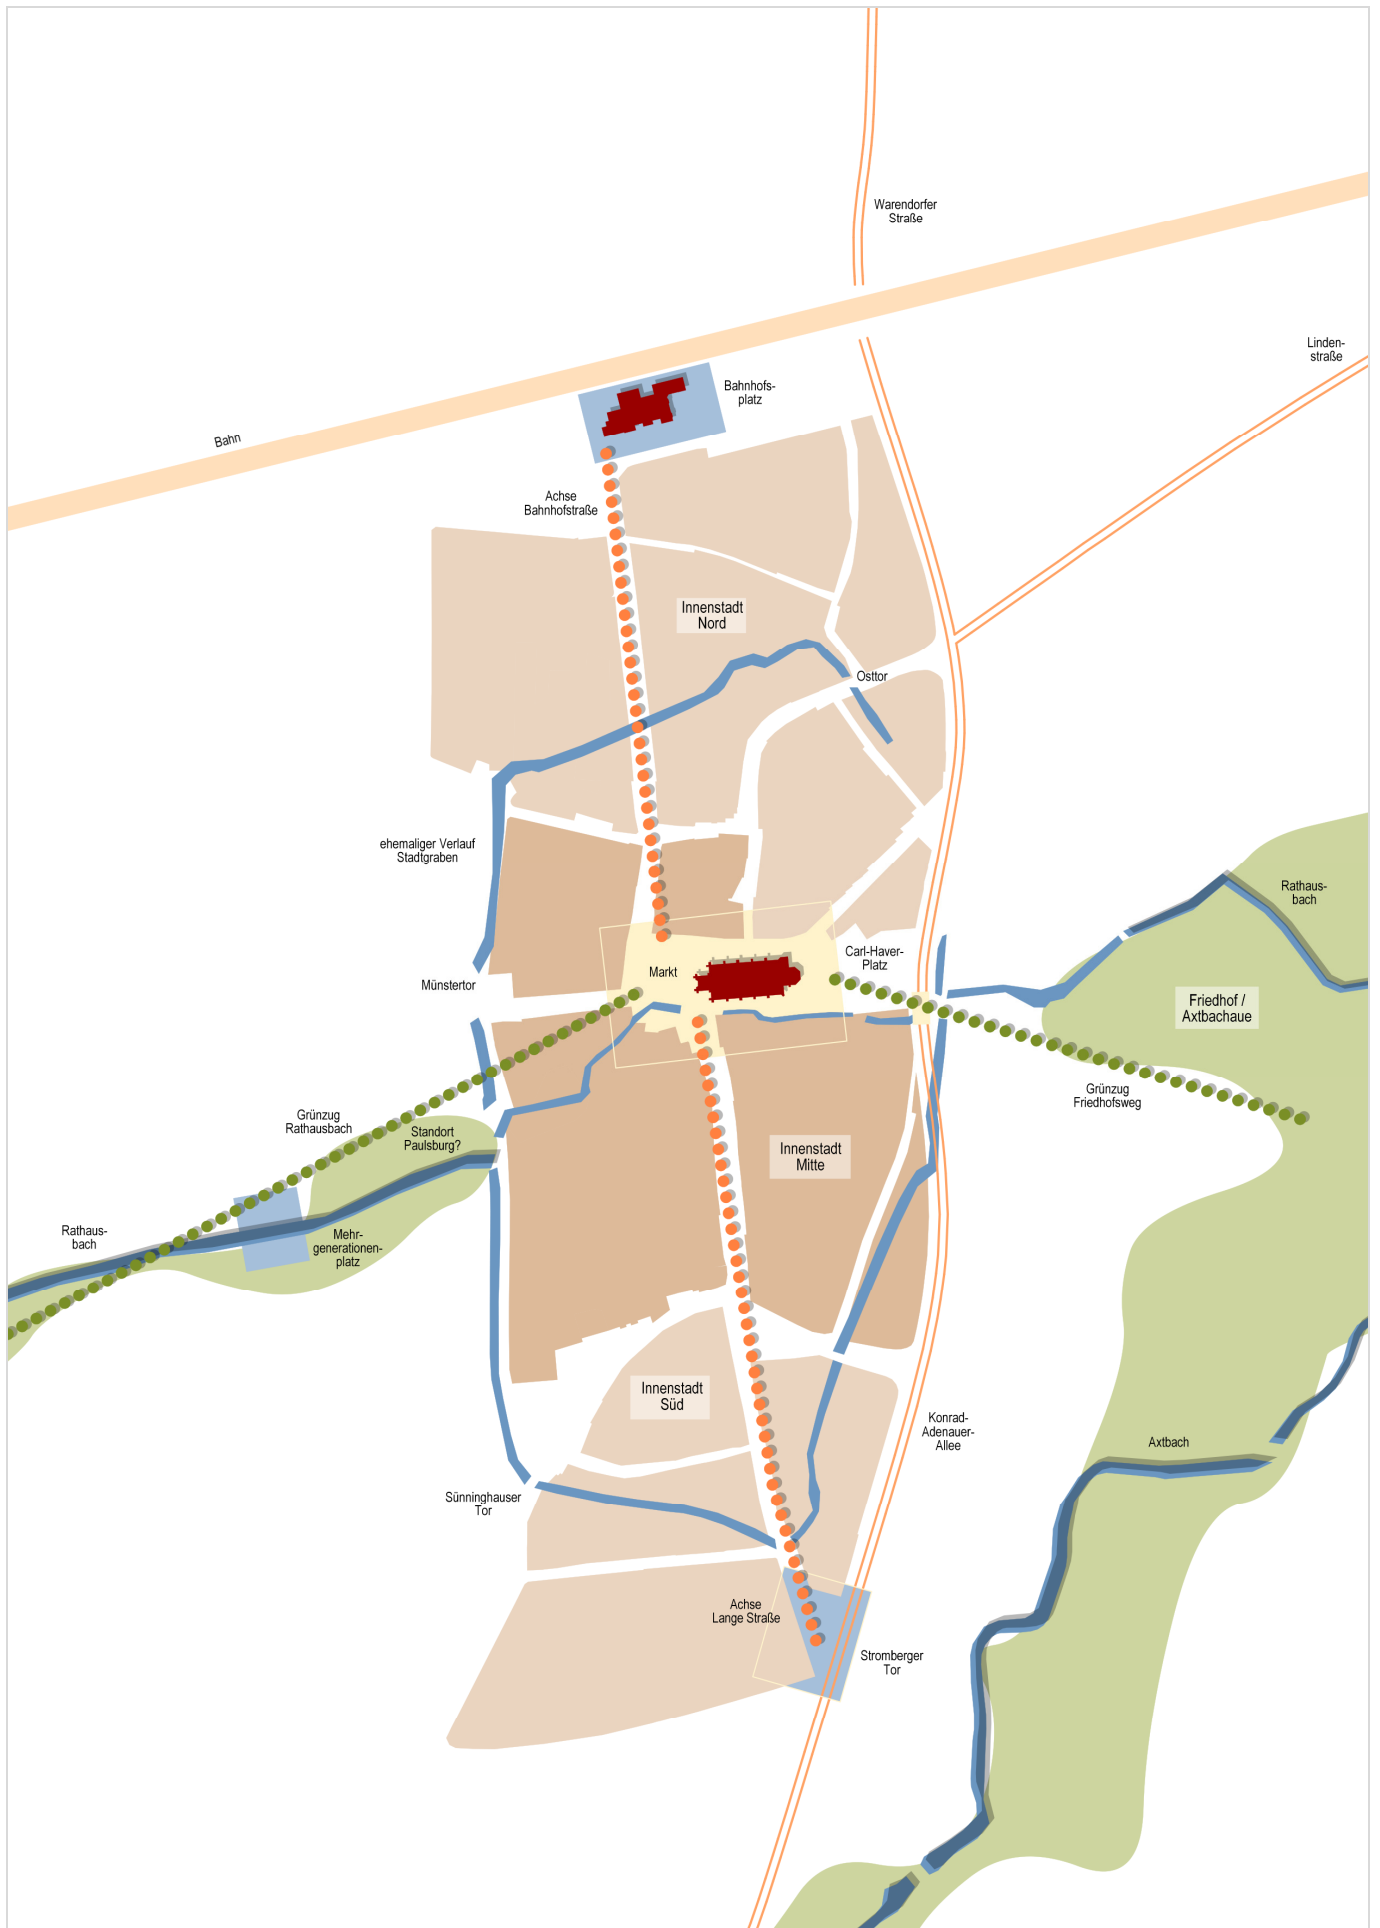 Warendorfer
Straße
Linden-
straße
Bahnhofs-
platz
Bahn
Achse
Bahnhofstraße
Innenstadt
Nord
Osttor
ehemaliger Verlauf
Stadtgraben
Rathaus-
bach
Carl-Haver-
Platz
Markt
Münstertor
Friedhof /
Axtbachaue
Grünzug
Friedhofsweg
Grünzug
Rathausbach
Standort
Paulsburg?
Innenstadt
Mitte
Rathaus-
bach
Mehr-
generationen-
platz
Innenstadt
Süd
Konrad-
Adenauer-
Allee
Axtbach
Sünninghauser
Tor
Achse
Lange Straße
Stromberger
Tor